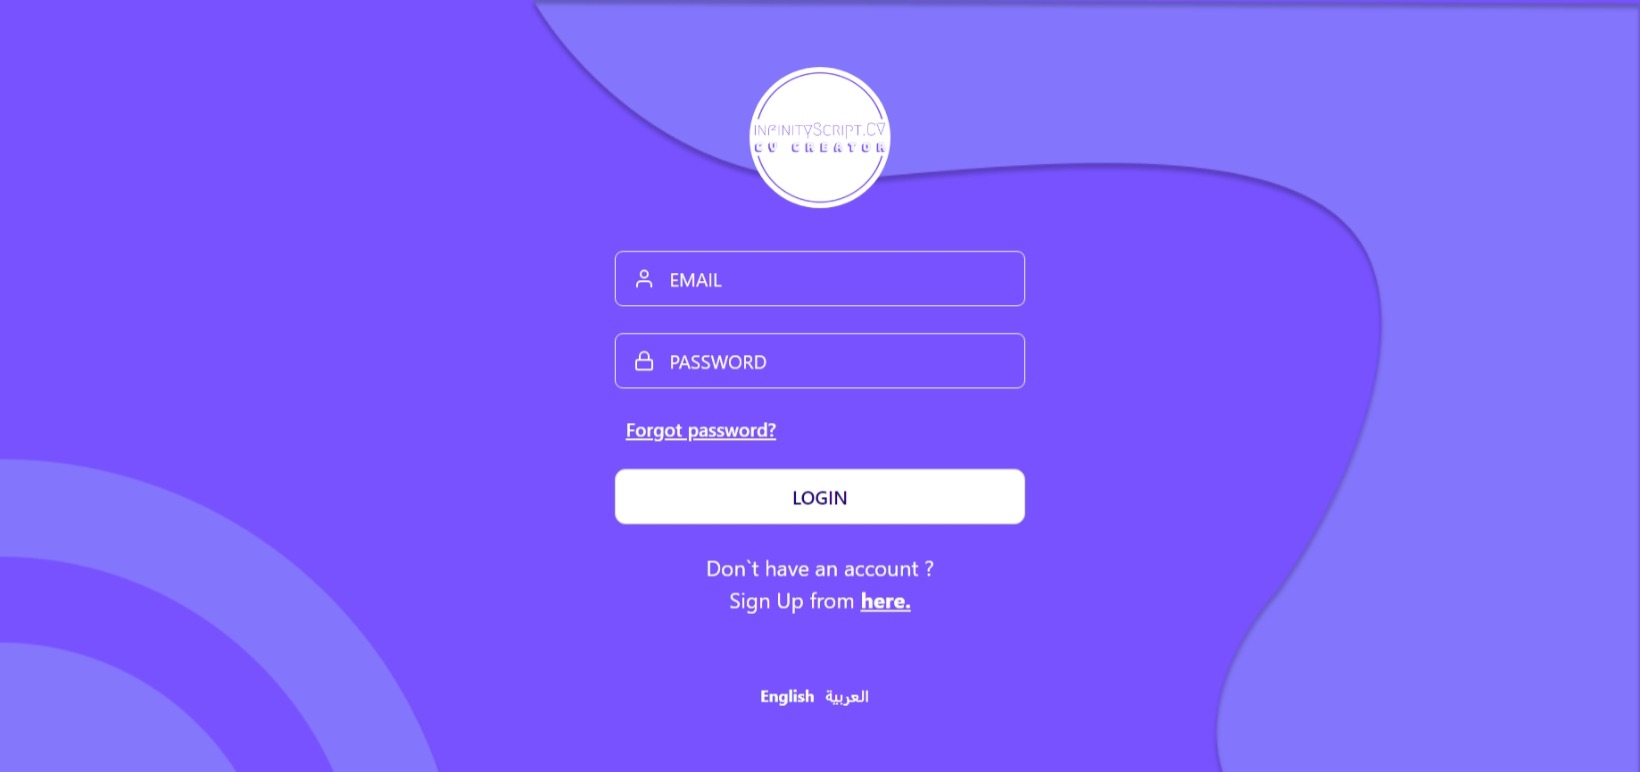 INFINITYSCRIPT.CV
CV CREATOR
EMAIL
PASSWORD
Forgot password?
LOGIN
Don`t have an account ?
Sign Up from here.
English العربية